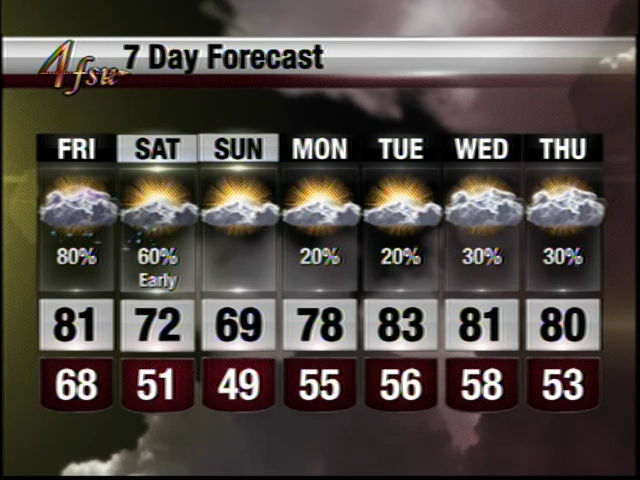 4fsu 7 Day Forecast
FRI SAT SUN MON TUE WED THU
80% 60% 20% 20% 30% 30%
Early
81 72 69 78 83 81 80
68 51 49 55 56 58 53